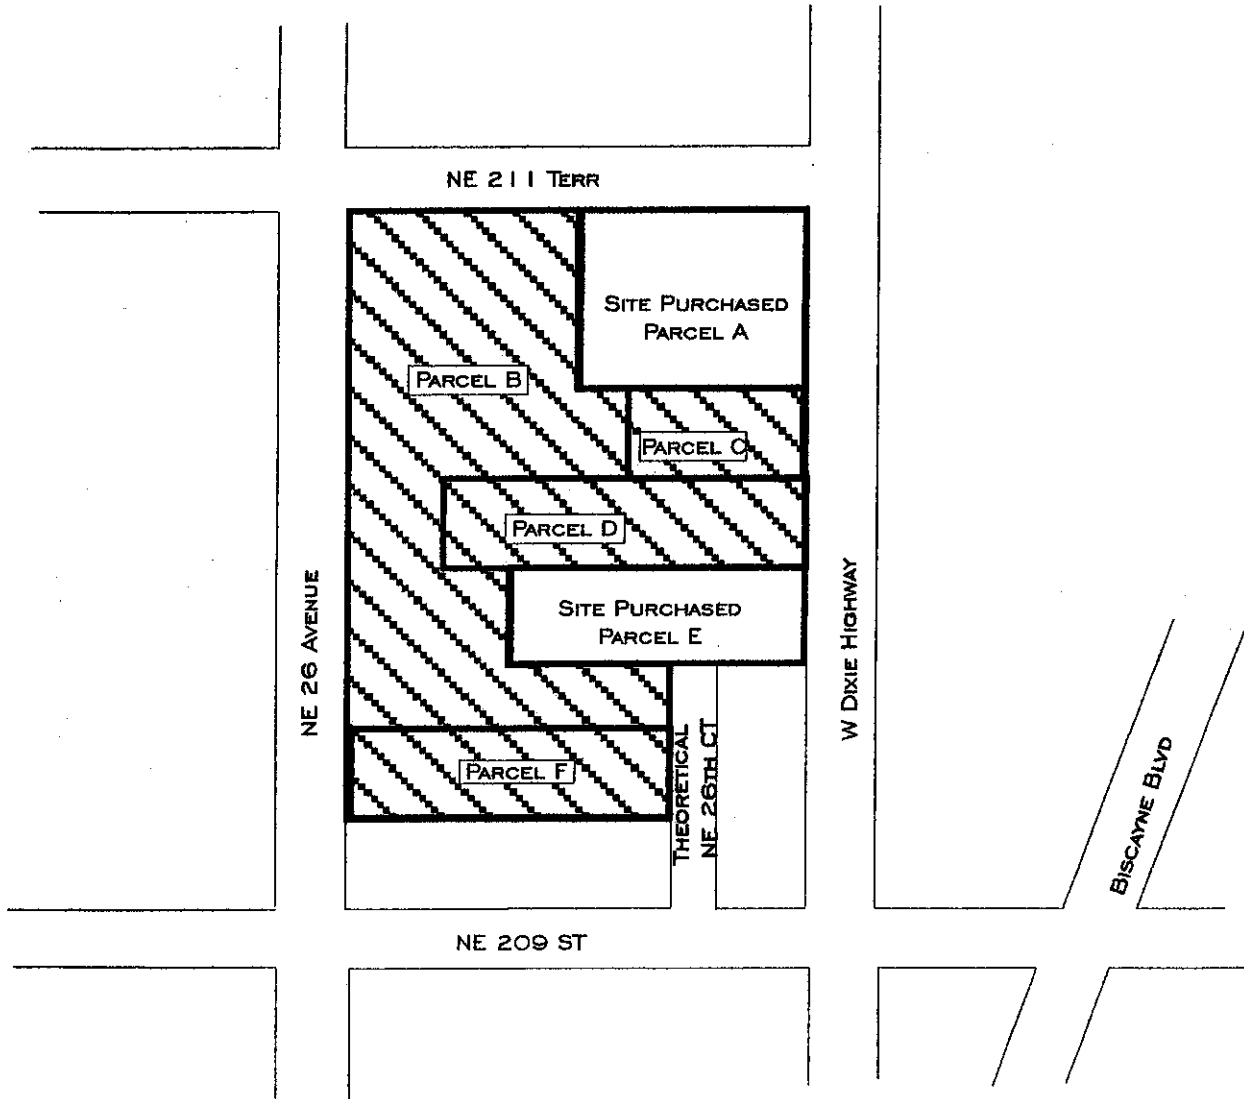 NE 211 TERR
SITE PURCHASED
PARCEL A
PARCEL B
PARCEL C
PARCEL D
SITE PURCHASED
PARCEL E
NE 26 AVENUE
W DIXIE HIGHWAY
PARCEL F
THEORETICAL
NE 26TH CT
BISCAYNE BLVD
NE 209 ST